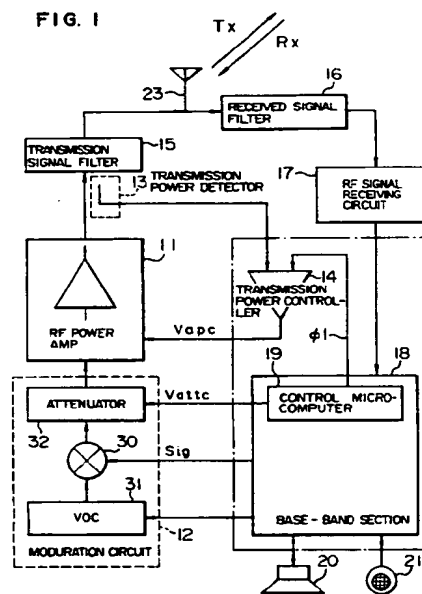 FIG. 1
Tx
Rx
23
16
RECEIVED SIGNAL
FILTER
15
TRANSMISSION
SIGNAL FILTER
13
TRANSMISSION
POWER DETECTOR
17
RF SIGNAL
RECEIVING
CIRCUIT
11
14
TRANSMISSION
POWER CONTROL-
LER
RF POWER
AMP
Vapc
φ1
18
19
CONTROL MICRO-
COMPUTER
ATTENUATOR
Vattc
32
30
Sig
31
VOC
12
BASE-BAND SECTION
MODURATION CIRCUIT
20
21